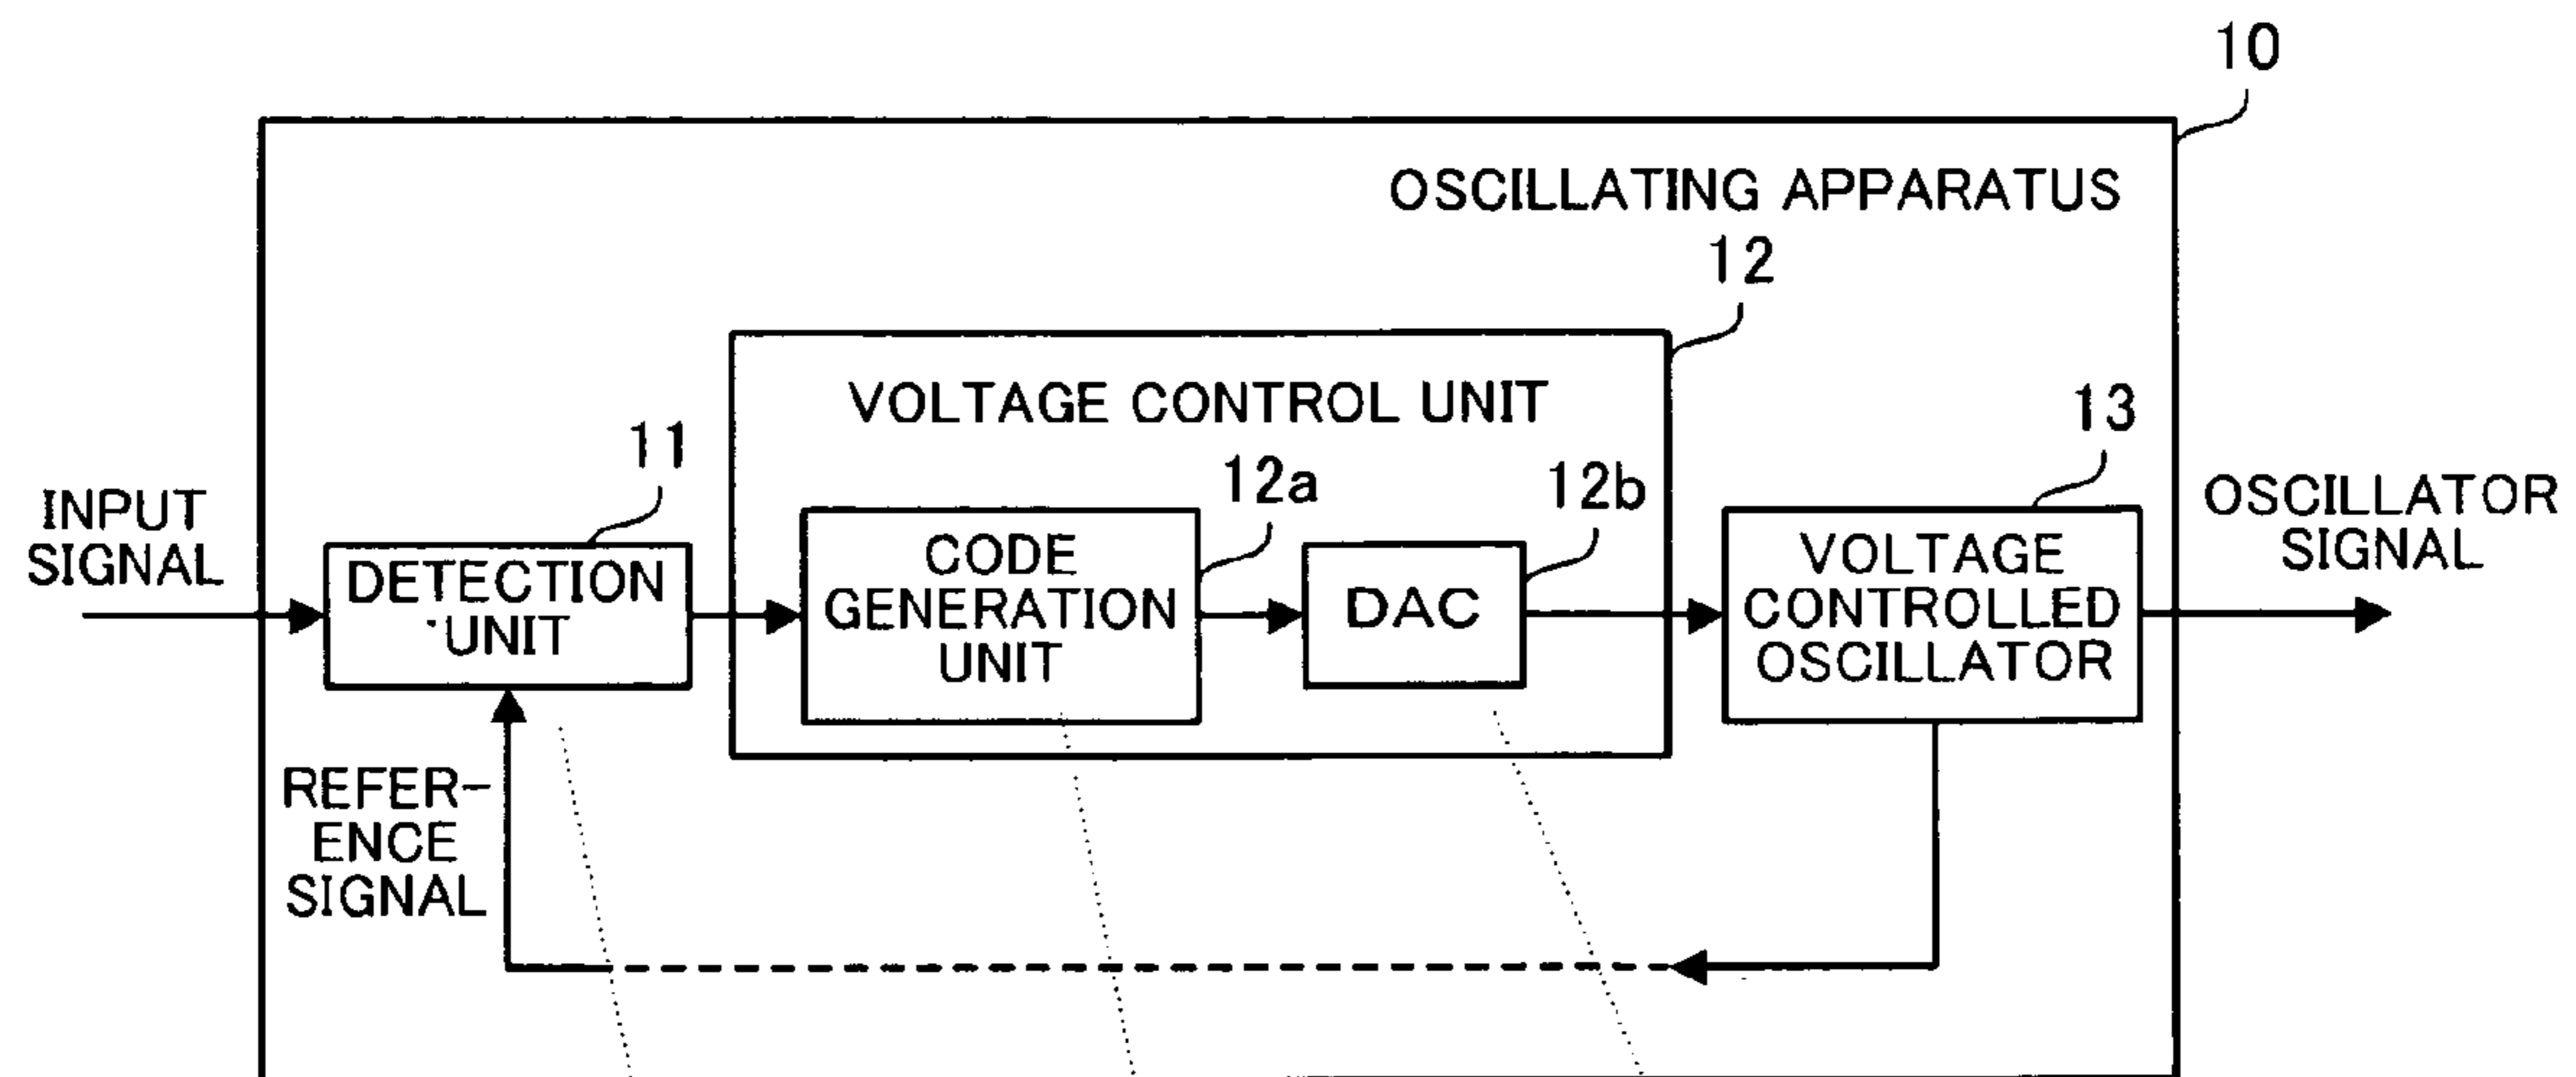 10
OSCILLATING APPARATUS
12
VOLTAGE CONTROL UNIT
11
12a
12b
13
INPUT
SIGNAL
DETECTION
UNIT
CODE
GENERATION
UNIT
DAC
VOLTAGE
CONTROLLED
OSCILLATOR
OSCILLATOR
SIGNAL
REFER-
ENCE
SIGNAL